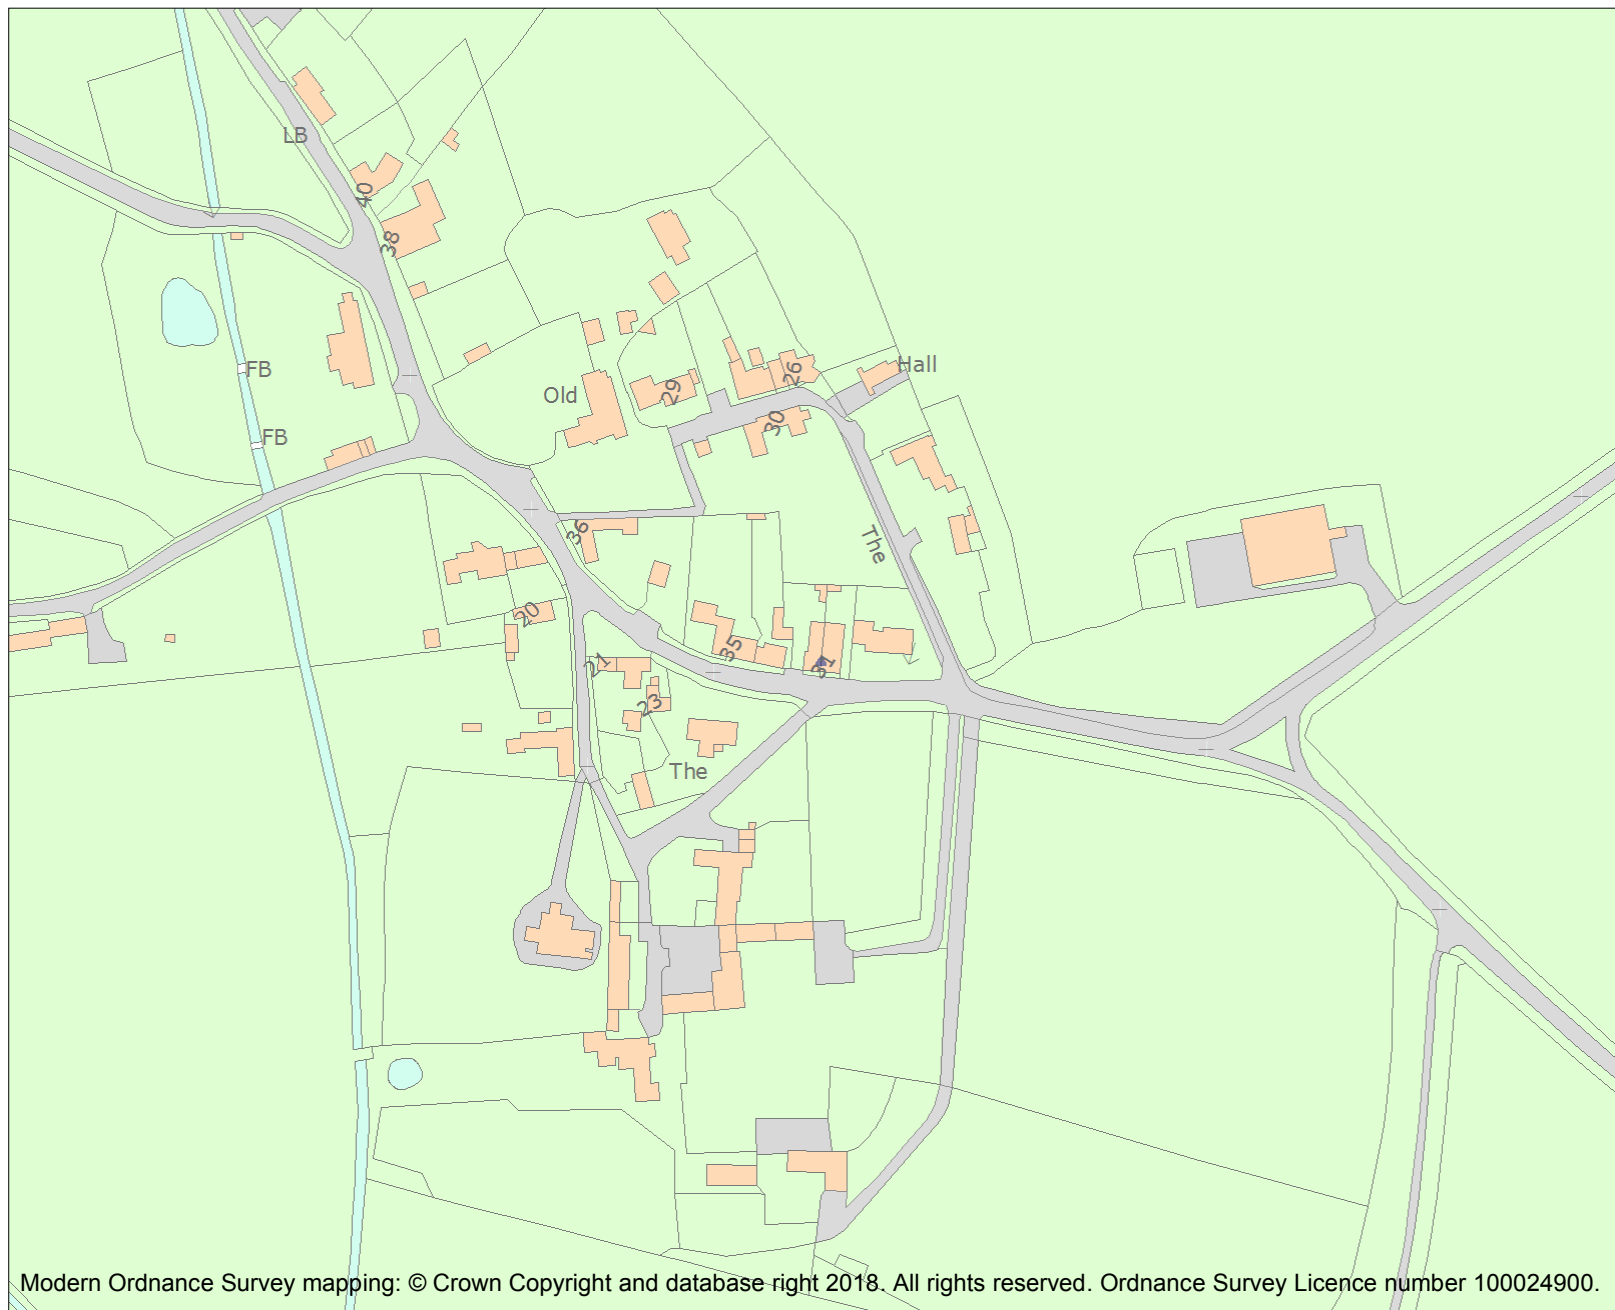 LB
40
38
Hall
FB
26
29
Old
30
FB
36
The
20
35
21
31
23
The
Modern Ordnance Survey mapping: © Crown Copyright and database right 2018. All rights reserved. Ordnance Survey Licence number 100024900.